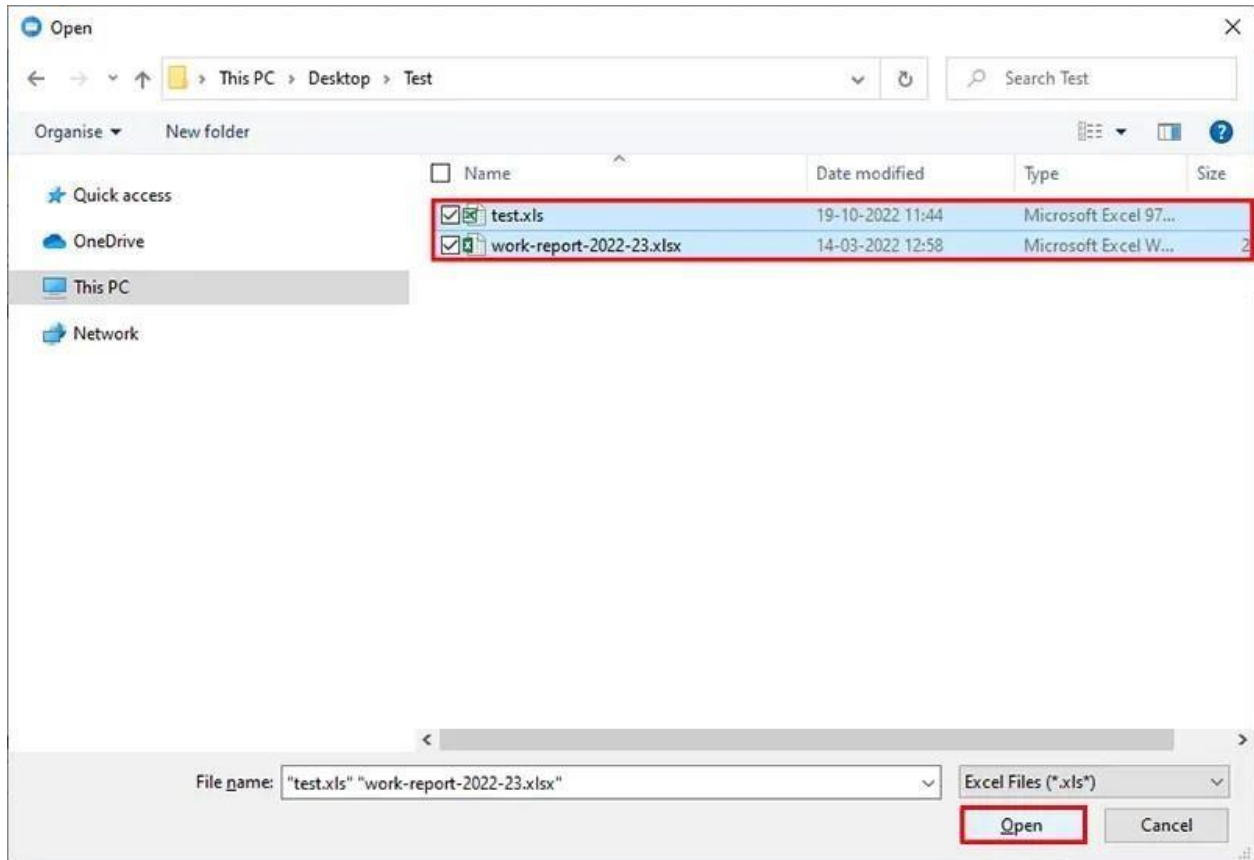 Open
This PC > Desktop > Test
Search Test
Organise
New folder
Name
Date modified
Type
Size
Quick access
OneDrive
This PC
Network
test.xls 19-10-2022 11:44 Microsoft Excel 97...
work-report-2022-23.xlsx 14-03-2022 12:58 Microsoft Excel W... 2
File name: "test.xls" "work-report-2022-23.xlsx"
Excel Files (*.xls*)
Open
Cancel